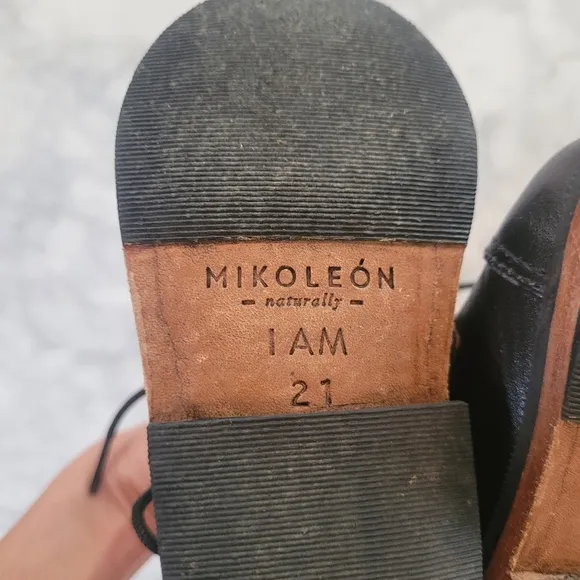 MIKOLEÓN
– naturally –
I AM
21